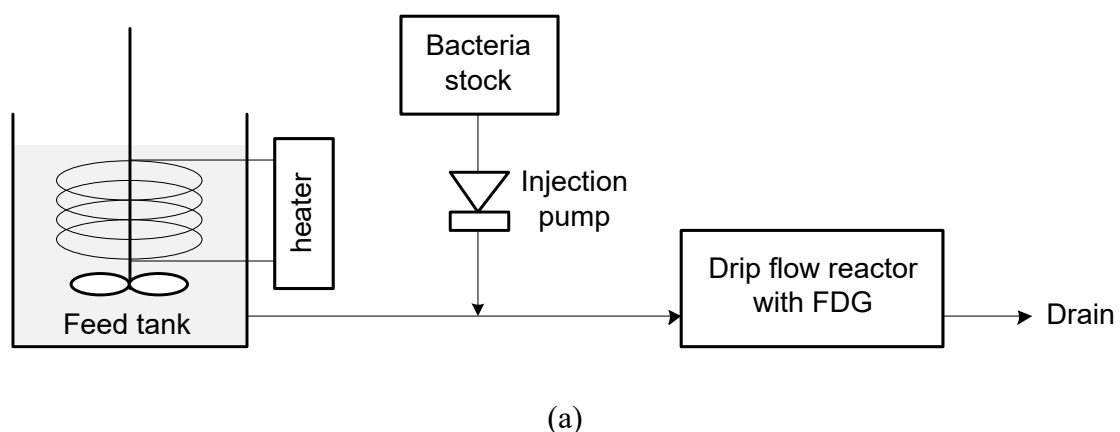 Bacteria
stock
Injection
pump
heater
Feed tank
Drip flow reactor
with FDG
Drain
(a)